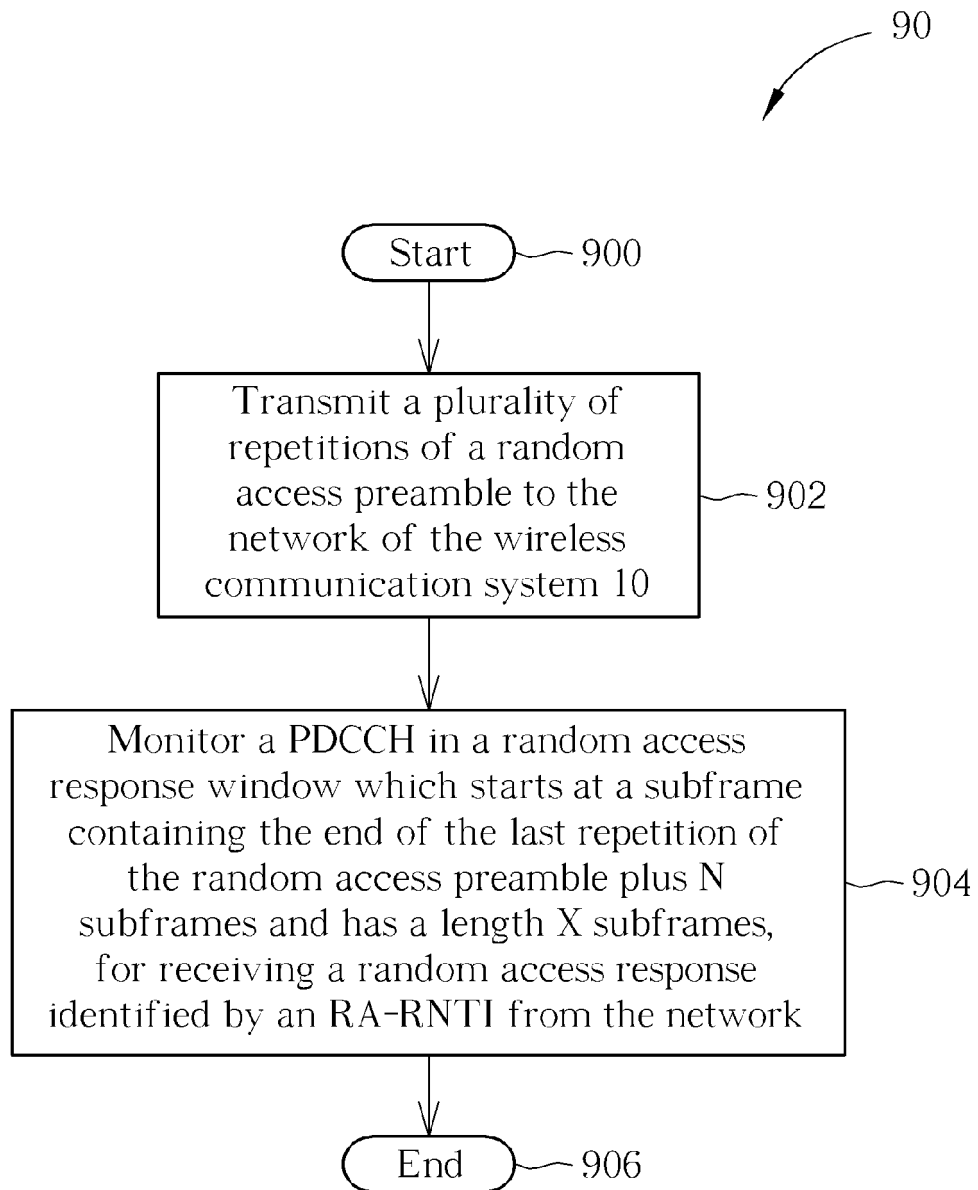 90
Start
900
Transmit a plurality of
repetitions of a random
access preamble to the
network of the wireless
communication system 10
902
Monitor a PDCCH in a random access
response window which starts at a subframe
containing the end of the last repetition of
the random access preamble plus N
subframes and has a length X subframes,
for receiving a random access response
identified by an RA-RNTI from the network
904
End
906